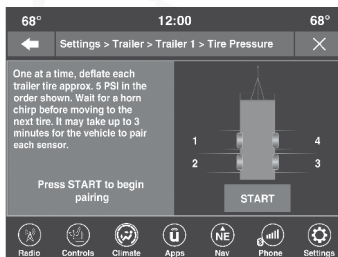 68° 12:00 68°
Settings > Trailer > Trailer 1 > Tire Pressure
One at a time, deflate each
trailer tire approx. 5 PSI in the
order shown. Wait for a horn
chirp before moving to the
next tire. It may take up to 3
minutes for the vehicle to pair
each sensor.
Press START to begin
pairing
1 4
2 3
START
NE
Radio Controls Climate Apps Nav Phone Settings